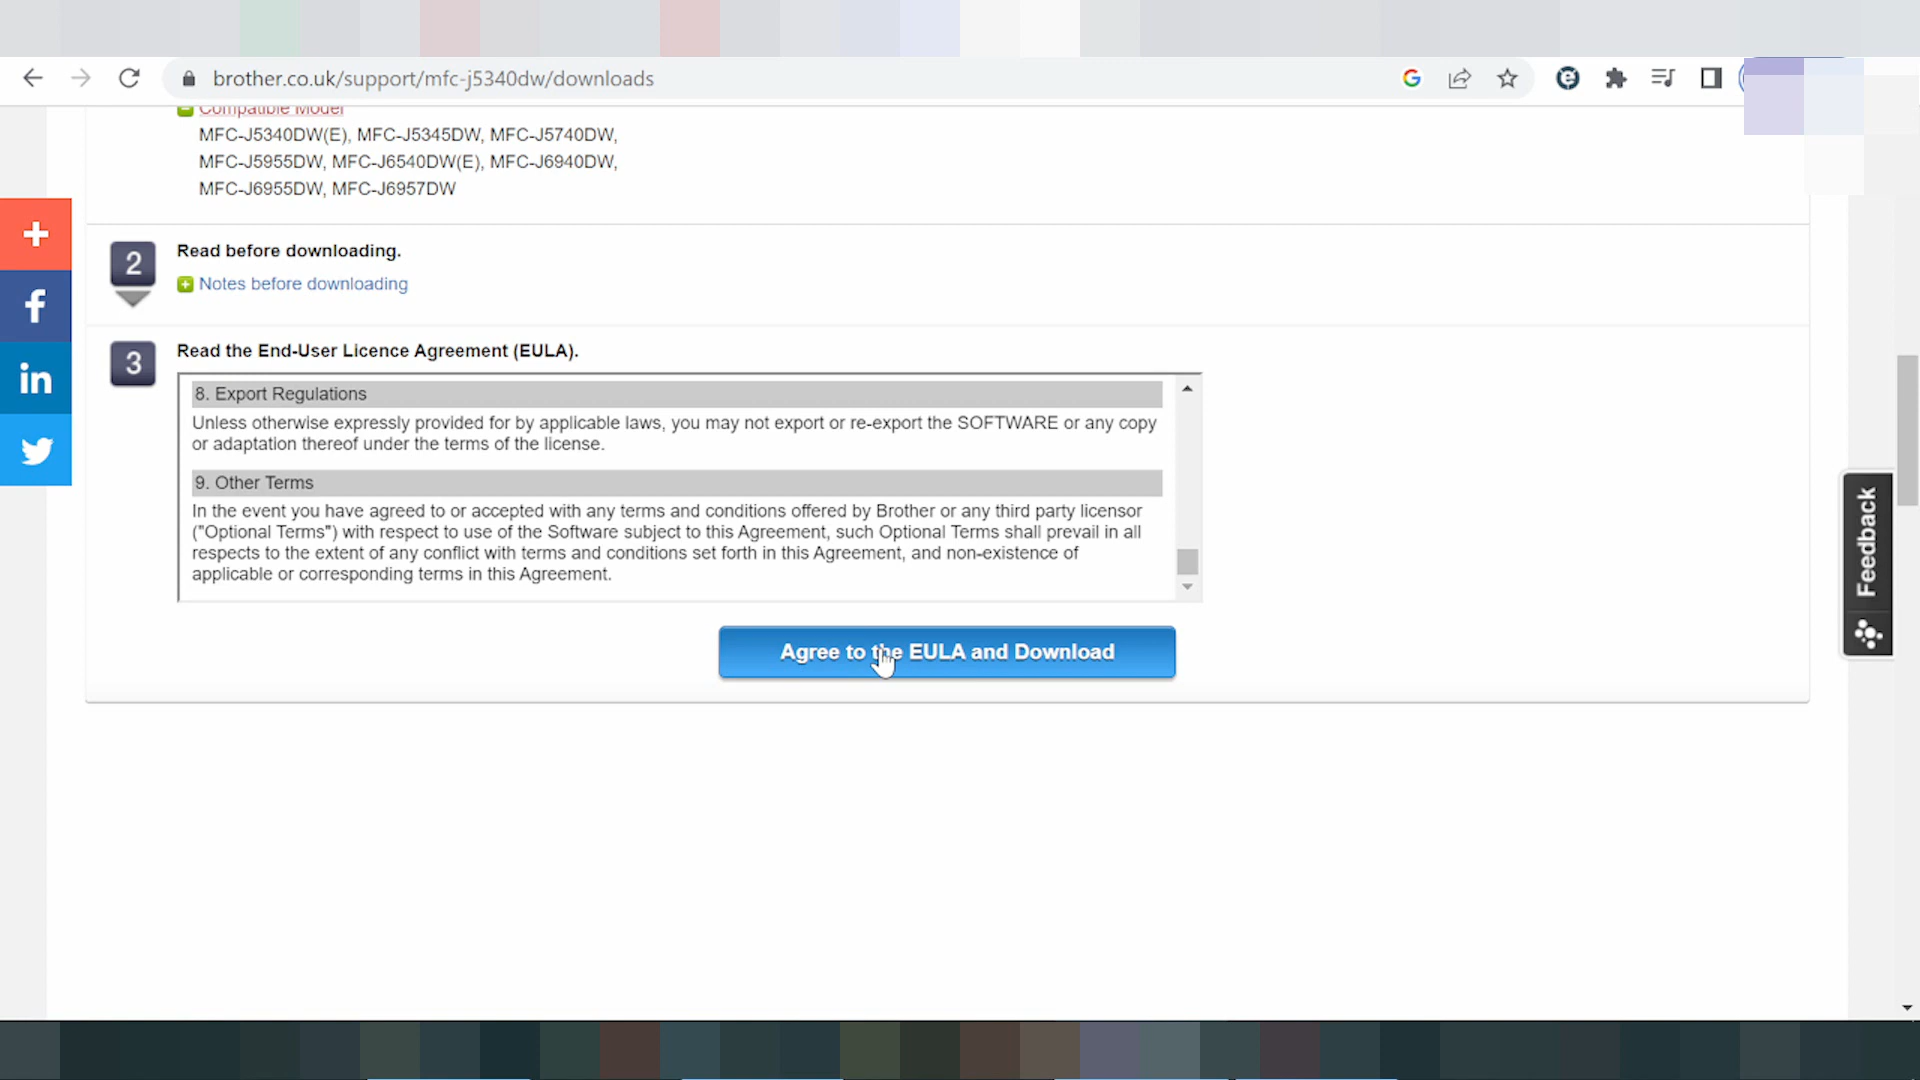 brother.co.uk/support/mfc-j5340dw/downloads
Compatible Model
MFC-J5340DW(E), MFC-J5345DW, MFC-J5740DW,
MFC-J5955DW, MFC-J6540DW(E), MFC-J6940DW,
MFC-J6955DW, MFC-J6957DW
2
Read before downloading.
Notes before downloading
3
Read the End-User Licence Agreement (EULA).
8. Export Regulations
Unless otherwise expressly provided for by applicable laws, you may not export or re-export the SOFTWARE or any copy
or adaptation thereof under the terms of the license.
9. Other Terms
In the event you have agreed to or accepted with any terms and conditions offered by Brother or any third party licensor
("Optional Terms") with respect to use of the Software subject to this Agreement, such Optional Terms shall prevail in all
respects to the extent of any conflict with terms and conditions set forth in this Agreement, and non-existence of
applicable or corresponding terms in this Agreement.
Agree to the EULA and Download
Feedback